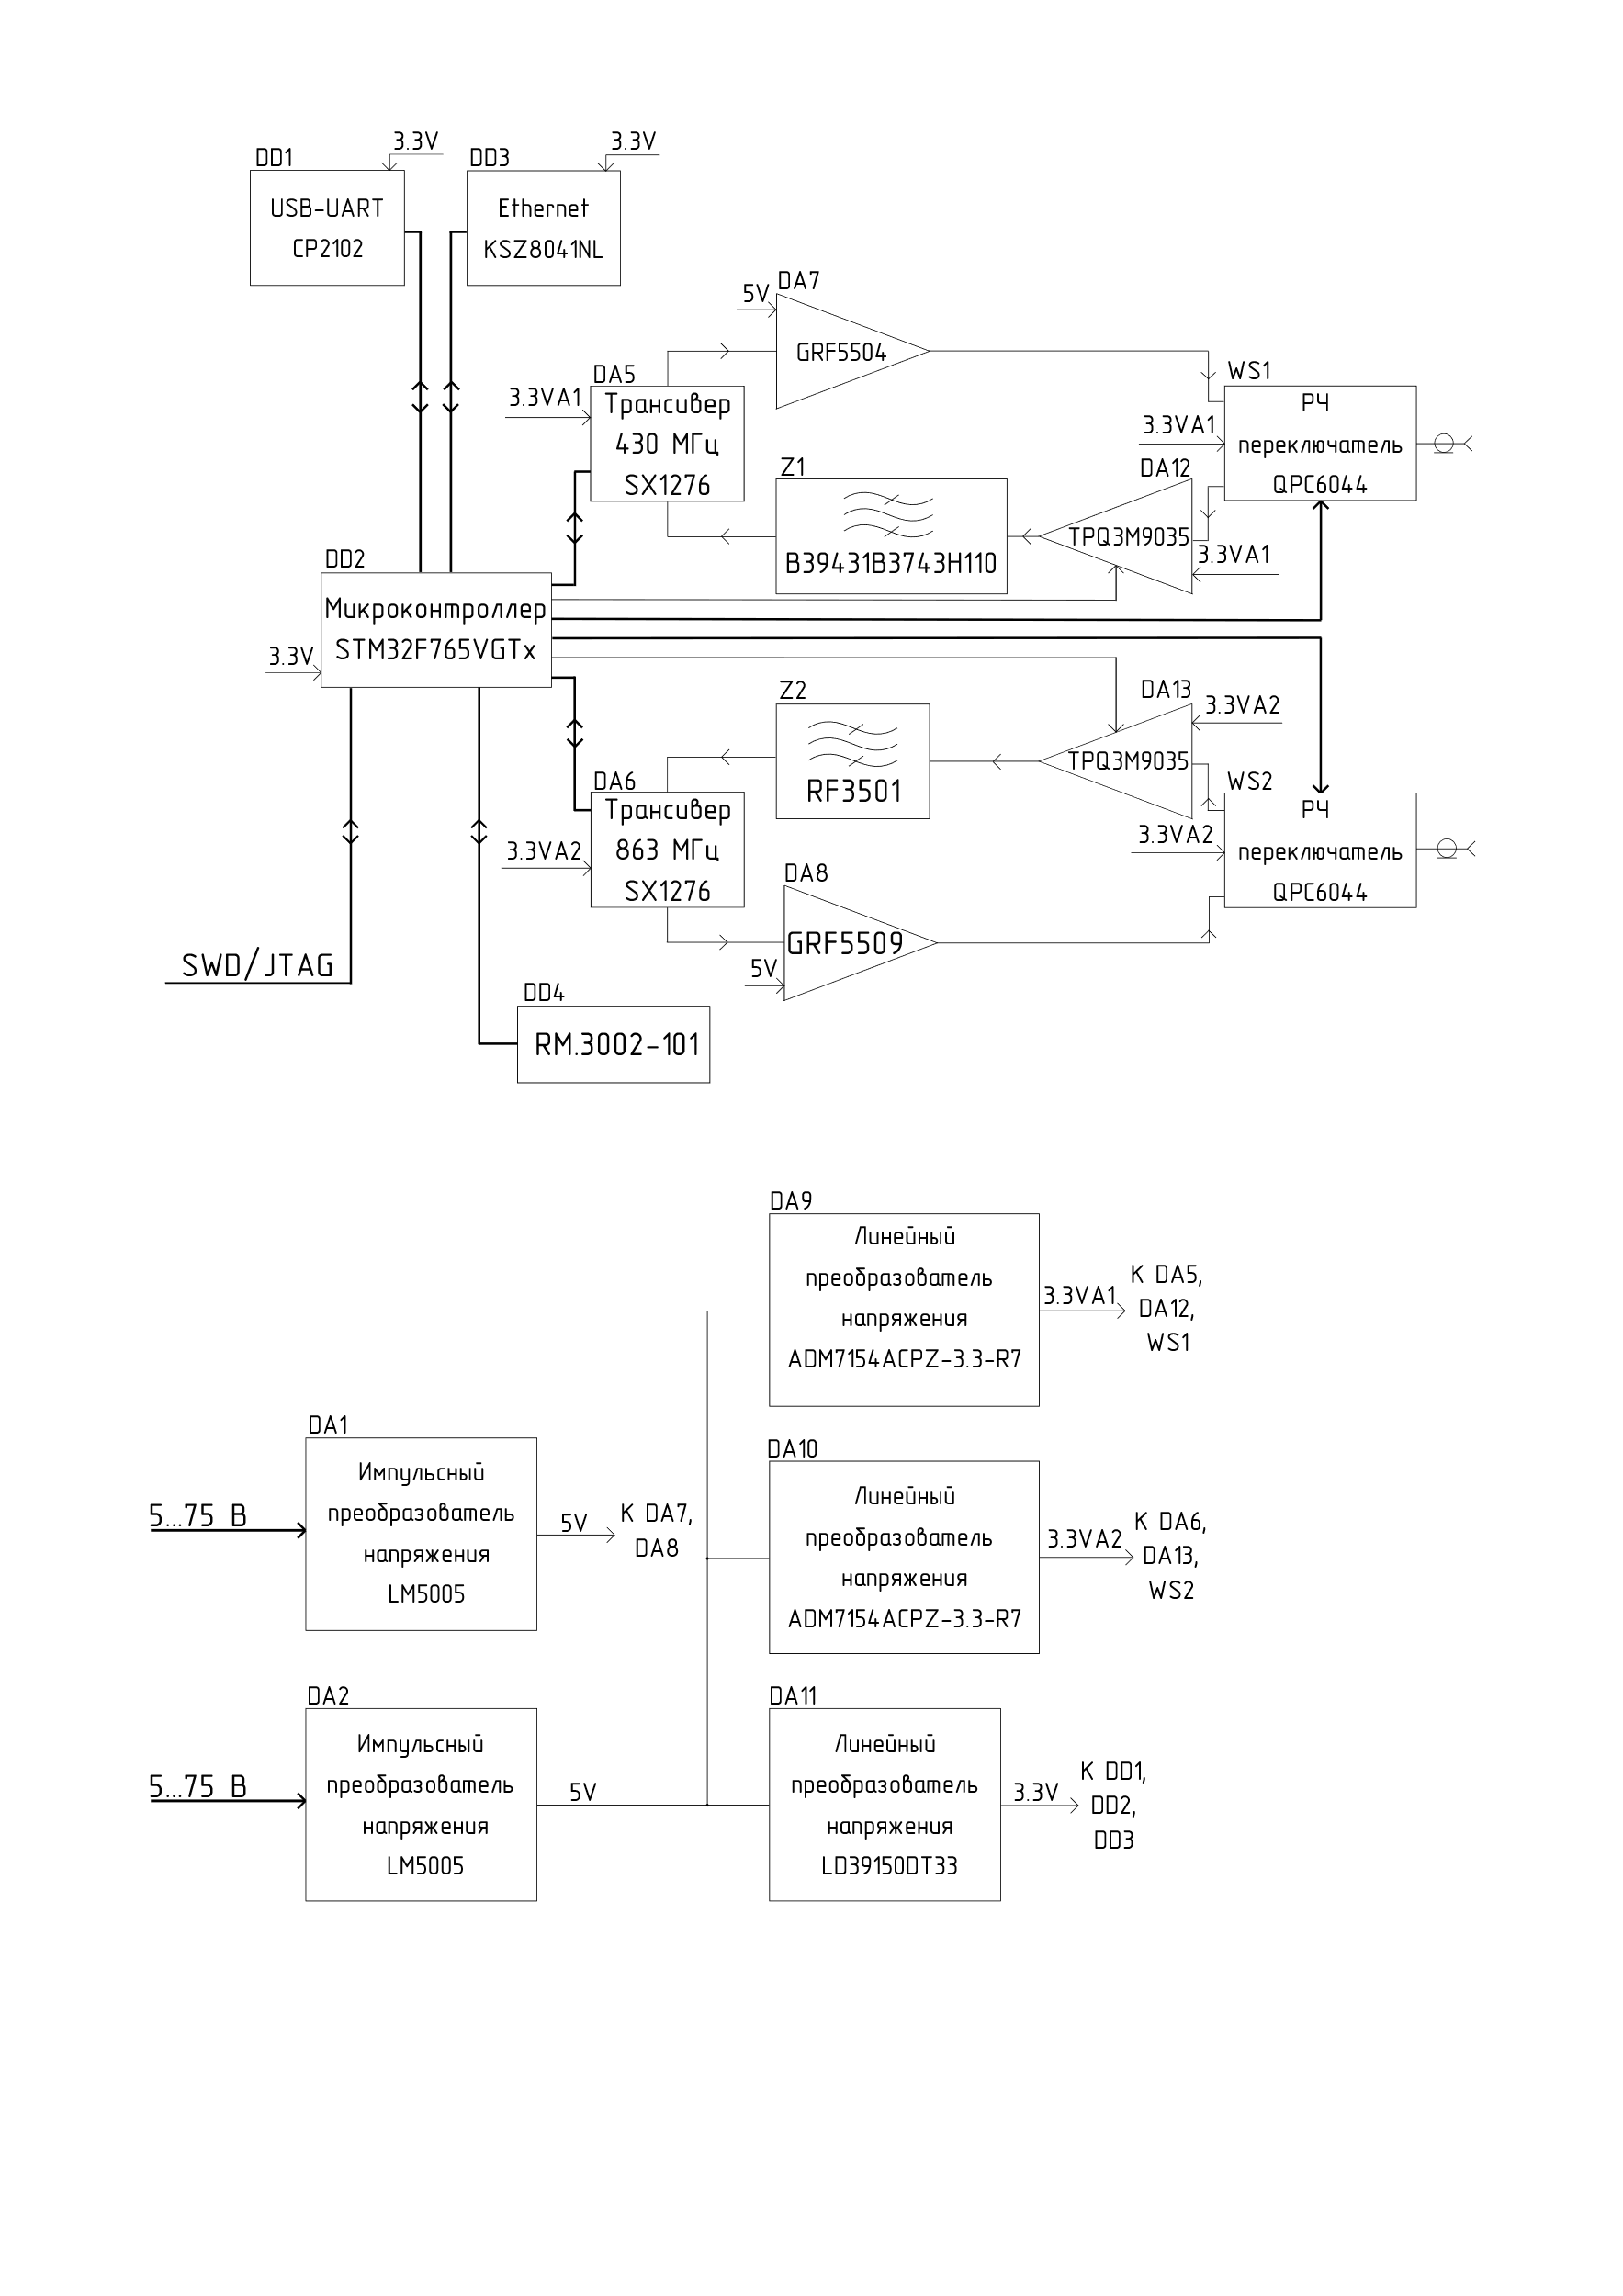 3.3V
3.3V
DD1
DD3
USB-UART
CP2102
Ethernet
KSZ8041NL
DA7
5V
GRF5504
DA5
3.3VA1
Трансивер
430 МГц
SX1276
WS1
РЧ
переключатель
QPC6044
3.3VA1
Z1
B39431B3743H110
DA12
TPQ3M9035
3.3VA1
DD2
Микроконтроллер
STM32F765VGTx
3.3V
Z2
RF3501
DA13
3.3VA2
TPQ3M9035
DA6
Трансивер
863 МГц
SX1276
3.3VA2
WS2
РЧ
переключатель
QPC6044
3.3VA2
DA8
GRF5509
5V
SWD/JTAG
DD4
RM.3002-101
DA9
Линейный
преобразователь
напряжения
ADM7154ACPZ-3.3-R7
3.3VA1
К DA5,
DA12,
WS1
DA1
Импульсный
преобразователь
напряжения
LM5005
5...75 В
5V
К DA7,
DA8
DA10
Линейный
преобразователь
напряжения
ADM7154ACPZ-3.3-R7
3.3VA2
К DA6,
DA13,
WS2
DA2
Импульсный
преобразователь
напряжения
LM5005
5...75 В
5V
DA11
Линейный
преобразователь
напряжения
LD39150DT33
3.3V
К DD1,
DD2,
DD3